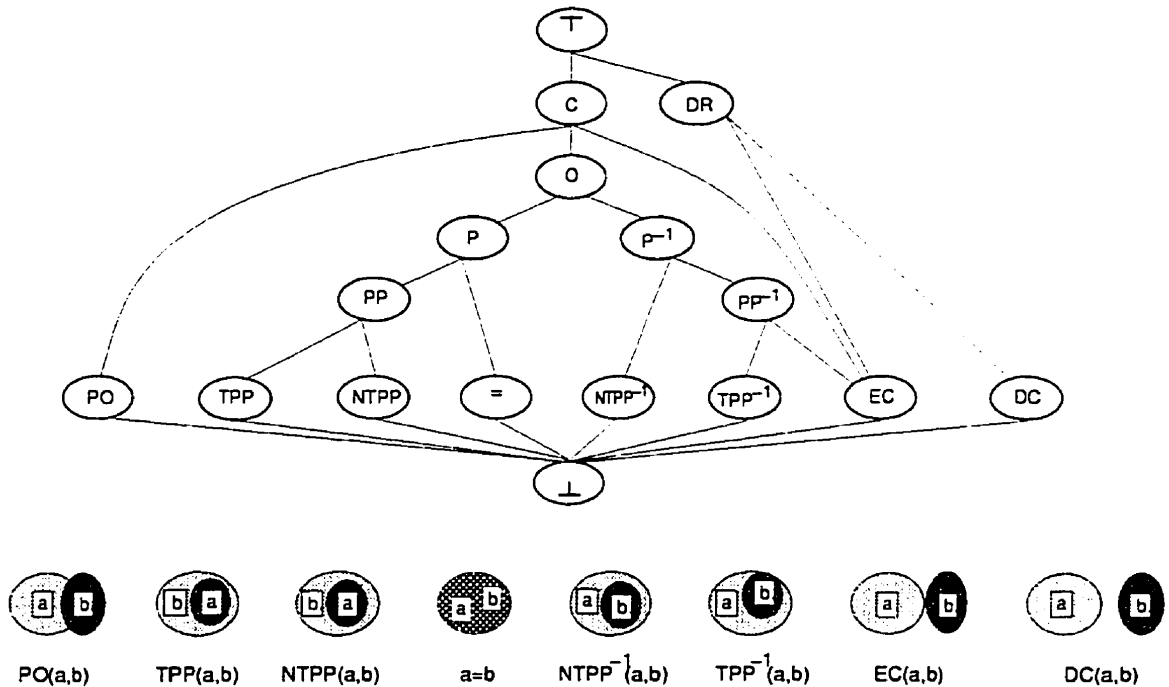 ⊤
C DR
O
P P⁻¹
PP PP⁻¹
PO TPP NTPP = NTPP⁻¹ TPP⁻¹ EC DC
⊥
a b b a b a a b a b a b a b a b
PO(a,b) TPP(a,b) NTPP(a,b) a=b NTPP⁻¹(a,b) TPP⁻¹(a,b) EC(a,b) DC(a,b)